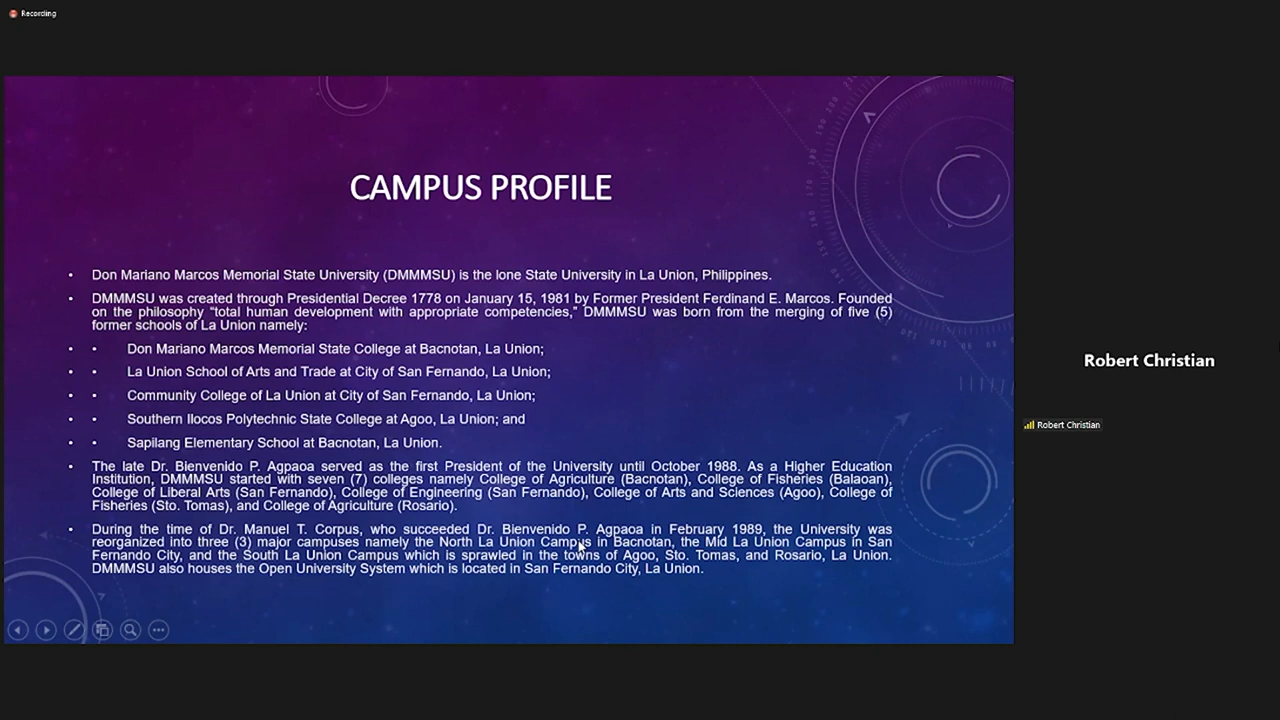 Recording
CAMPUS PROFILE
• Don Mariano Marcos Memorial State University (DMMMSU) is the lone State University in La Union, Philippines.
• DMMMSU was created through Presidential Decree 1778 on January 15, 1981 by Former President Ferdinand E. Marcos. Founded
on the philosophy “total human development with appropriate competencies,” DMMMSU was born from the merging of five (5)
former schools of La Union namely:
• • Don Mariano Marcos Memorial State College at Bacnotan, La Union;
• • La Union School of Arts and Trade at City of San Fernando, La Union;
• • Community College of La Union at City of San Fernando, La Union;
• • Southern Ilocos Polytechnic State College at Agoo, La Union; and
• • Sapilang Elementary School at Bacnotan, La Union.
• The late Dr. Bienvenido P. Agpaoa served as the first President of the University until October 1988. As a Higher Education
Institution, DMMMSU started with seven (7) colleges namely College of Agriculture (Bacnotan), College of Fisheries (Balaoan),
College of Liberal Arts (San Fernando), College of Engineering (San Fernando), College of Arts and Sciences (Agoo), College of
Fisheries (Sto. Tomas), and College of Agriculture (Rosario).
• During the time of Dr. Manuel T. Corpus, who succeeded Dr. Bienvenido P. Agpaoa in February 1989, the University was
reorganized into three (3) major campuses namely the North La Union Campus in Bacnotan, the Mid La Union Campus in San
Fernando City, and the South La Union Campus which is sprawled in the towns of Agoo, Sto. Tomas, and Rosario, La Union.
DMMMSU also houses the Open University System which is located in San Fernando City, La Union.
Robert Christian
Robert Christian